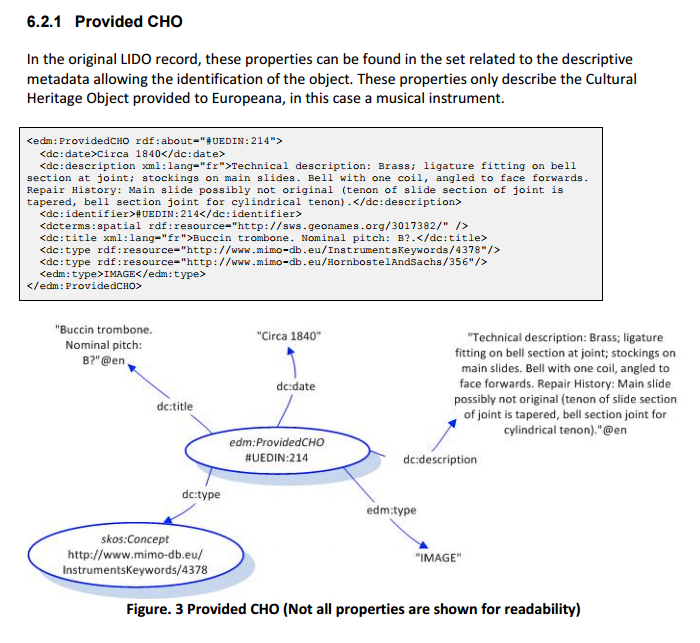 6.2.1 Provided CHO
In the original LIDO record, these properties can be found in the set related to the descriptive
metadata allowing the identification of the object. These properties only describe the Cultural
Heritage Object provided to Europeana, in this case a musical instrument.
<edm:ProvidedCHO rdf:about="#UEDIN:214">
<dc:date>Circa 1840</dc:date>
<dc:description xml:lang="fr">Technical description: Brass; ligature fitting on bell
section at joint; stockings on main slides. Bell with one coil, angled to face forwards.
Repair History: Main slide possibly not original (tenon of slide section of joint is
tapered, bell section joint for cylindrical tenon).</dc:description>
<dc:identifier>#UEDIN:214</dc:identifier>
<dcterms:spatial rdf:resource="http://sws.geonames.org/3017382/" />
<dc:title xml:lang="fr">Buccin trombone. Nominal pitch: B?.</dc:title>
<dc:type rdf:resource="http://www.mimo-db.eu/InstrumentsKeywords/4378"/>
<dc:type rdf:resource="http://www.mimo-db.eu/HornbostelAndSachs/356"/>
<edm:type>IMAGE</edm:type>
</edm:ProvidedCHO>
"Buccin trombone.
Nominal pitch:
B?"@en
"Circa 1840"
"Technical description: Brass; ligature
fitting on bell section at joint; stockings on
main slides. Bell with one coil, angled to
face forwards. Repair History: Main slide
possibly not original (tenon of slide section
of joint is tapered, bell section joint for
cylindrical tenon)."@en
dc:date
dc:title
edm:ProvidedCHO
#UEDIN:214
dc:description
dc:type
edm:type
skos:Concept
http://www.mimo-db.eu/
InstrumentsKeywords/4378
"IMAGE"
Figure. 3 Provided CHO (Not all properties are shown for readability)